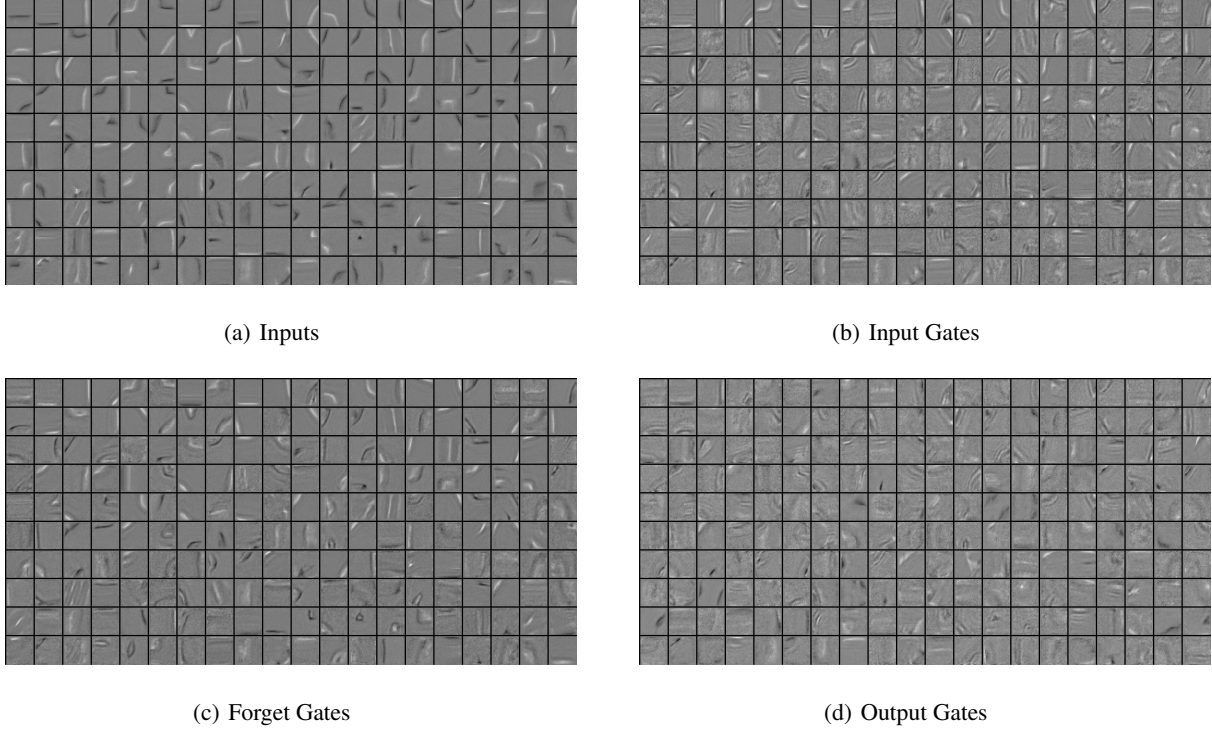 (a) Inputs
(b) Input Gates
(c) Forget Gates
(d) Output Gates